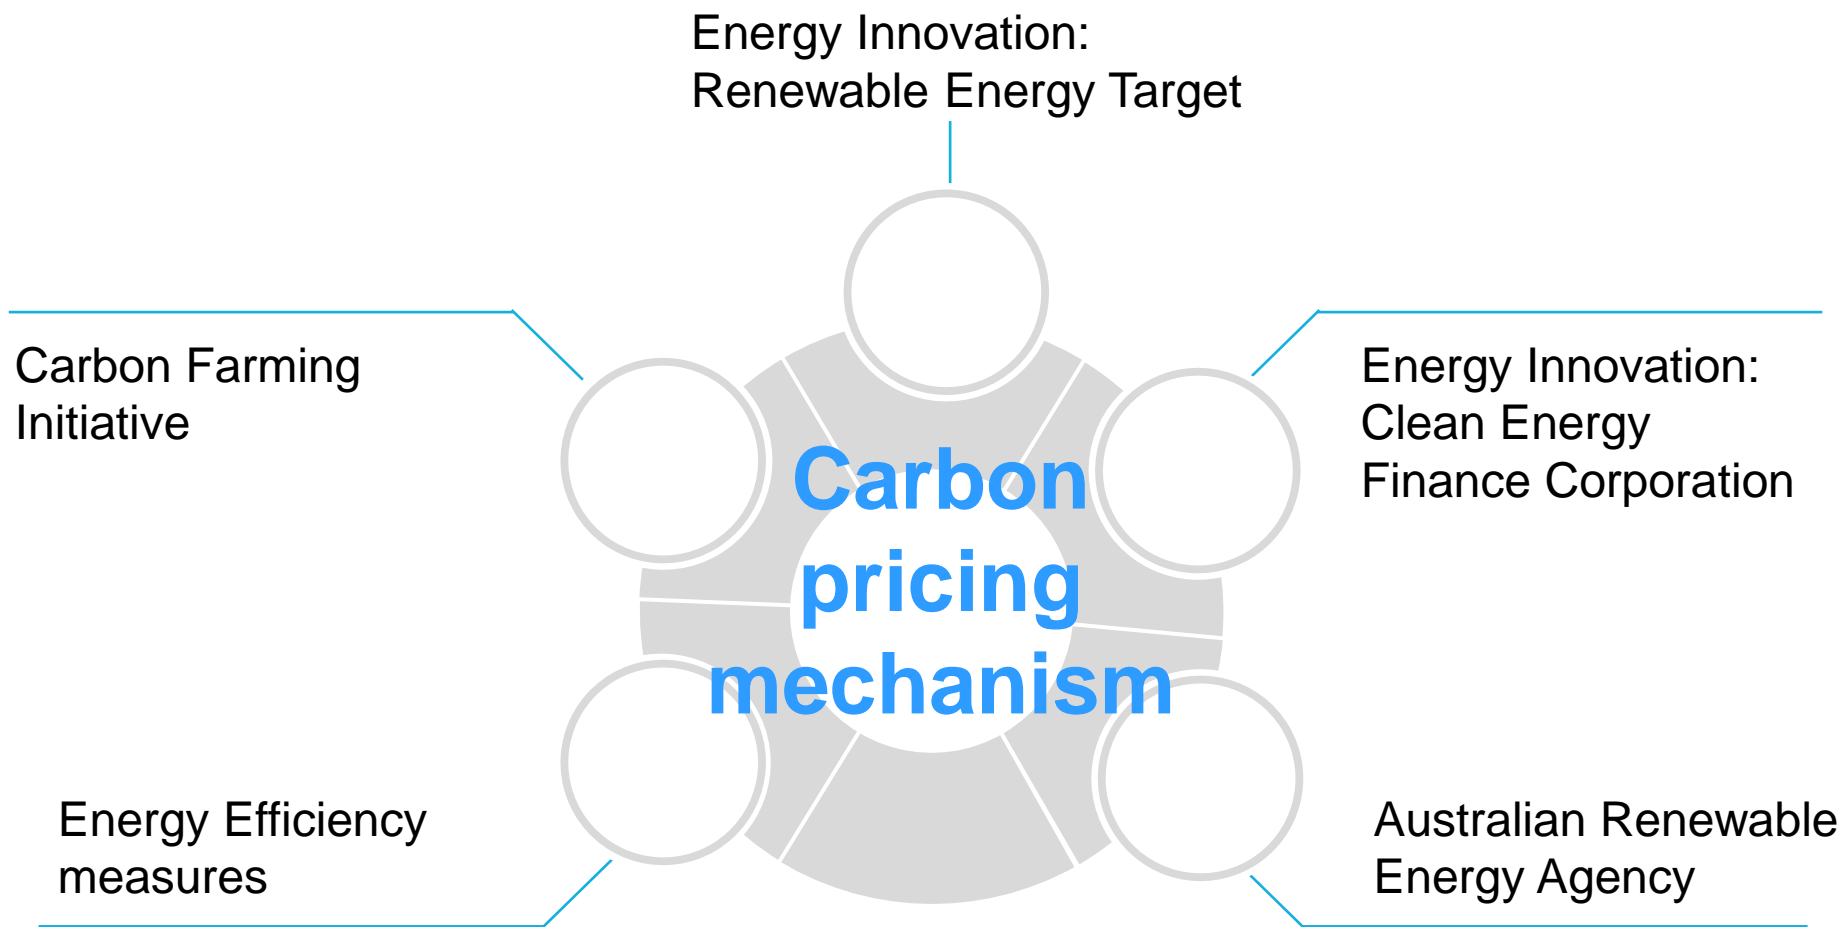 Energy Innovation:
Renewable Energy Target
Carbon Farming
Initiative
Energy Innovation:
Clean Energy
Finance Corporation
Carbon
pricing
mechanism
Energy Efficiency
measures
Australian Renewable
Energy Agency